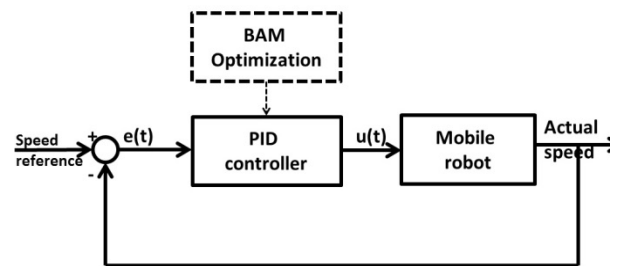 BAM
Optimization
Speed
reference
+
-
e(t)
PID
controller
u(t)
Mobile
robot
Actual
speed